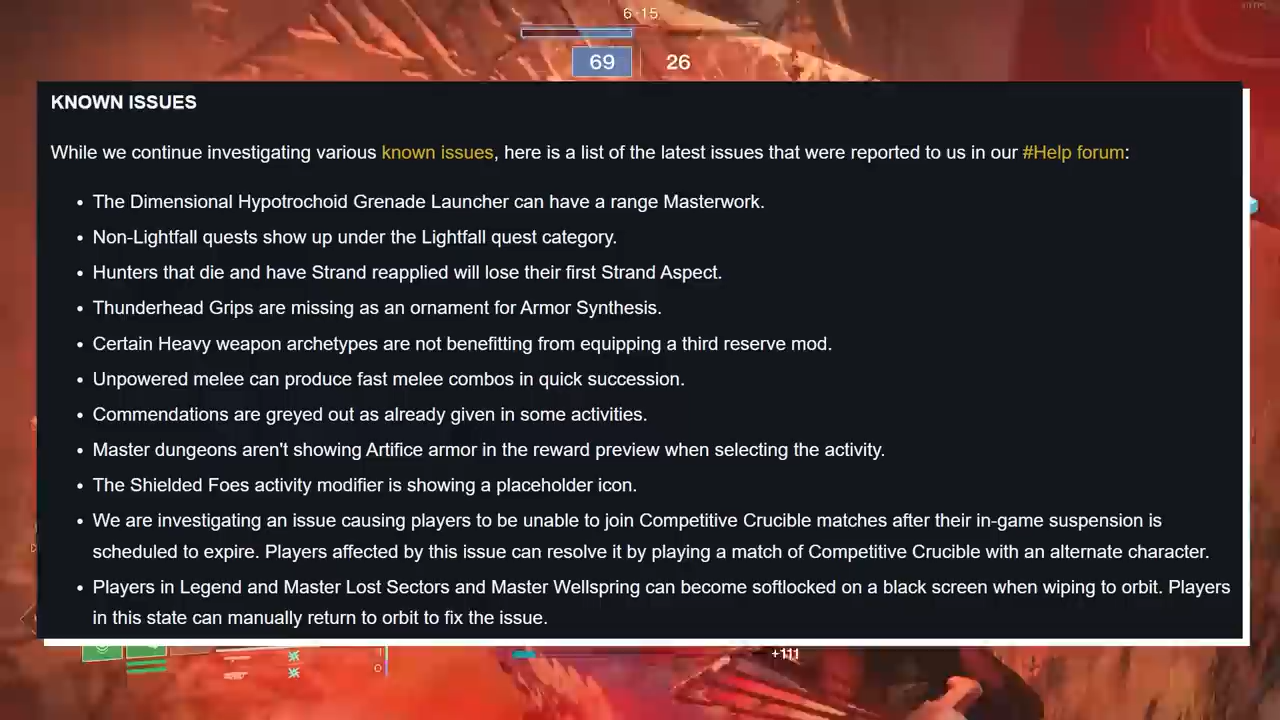 6-15
69 26
KNOWN ISSUES
While we continue investigating various known issues, here is a list of the latest issues that were reported to us in our #Help forum:
• The Dimensional Hypotrochoid Grenade Launcher can have a range Masterwork.
• Non-Lightfall quests show up under the Lightfall quest category.
• Hunters that die and have Strand reapplied will lose their first Strand Aspect.
• Thunderhead Grips are missing as an ornament for Armor Synthesis.
• Certain Heavy weapon archetypes are not benefitting from equipping a third reserve mod.
• Unpowered melee can produce fast melee combos in quick succession.
• Commendations are greyed out as already given in some activities.
• Master dungeons aren't showing Artifice armor in the reward preview when selecting the activity.
• The Shielded Foes activity modifier is showing a placeholder icon.
• We are investigating an issue causing players to be unable to join Competitive Crucible matches after their in-game suspension is
scheduled to expire. Players affected by this issue can resolve it by playing a match of Competitive Crucible with an alternate character.
• Players in Legend and Master Lost Sectors and Master Wellspring can become softlocked on a black screen when wiping to orbit. Players
in this state can manually return to orbit to fix the issue.
+111